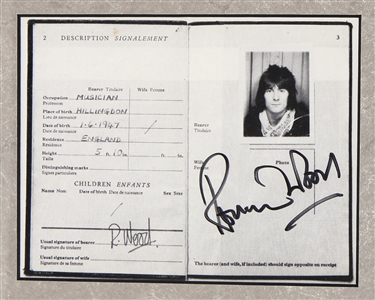 2 DESCRIPTION SIGNALEMENT
Bearer Titulaire Wife Femme
Occupation MUSICIAN
Profession
Place of birth HILLINGDON
Lieu de naissance
Date of birth 1-6-1947
Date de naissance
Residence ENGLAND
Résidence
Height 5 10
Taille
Distinguishing marks
Signes particuliers
CHILDREN ENFANTS
Name Nom Date of birth Date de naissance Sex Sexe
Usual signature of bearer R. Wood.
Signature du titulaire
Usual signature of wife
Signature de sa femme
3
Bearer Titulaire
Wife Femme
Photo
Ronnie Wood
The bearer (and wife, if included) should sign opposite on receipt